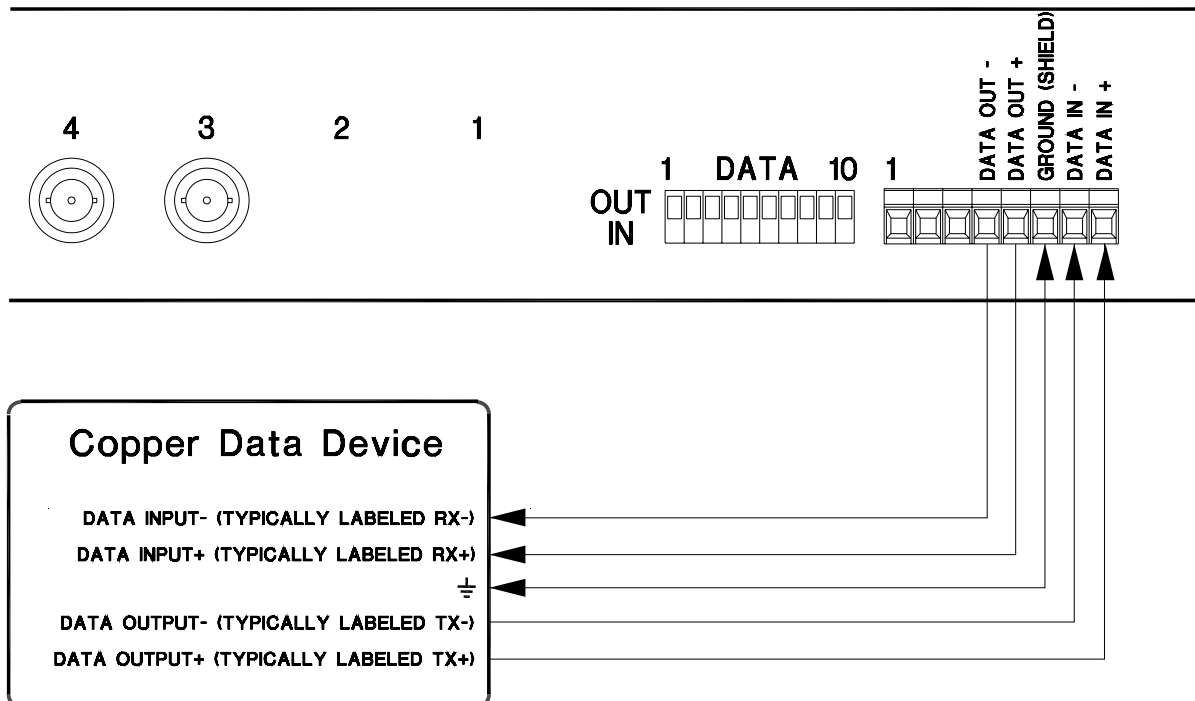 4 3 2 1
DATA OUT -
DATA OUT +
GROUND (SHIELD)
DATA IN -
DATA IN +
1 DATA 10 1
OUT
IN
Copper Data Device
DATA INPUT- (TYPICALLY LABELED RX-)
DATA INPUT+ (TYPICALLY LABELED RX+)
DATA OUTPUT- (TYPICALLY LABELED TX-)
DATA OUTPUT+ (TYPICALLY LABELED TX+)